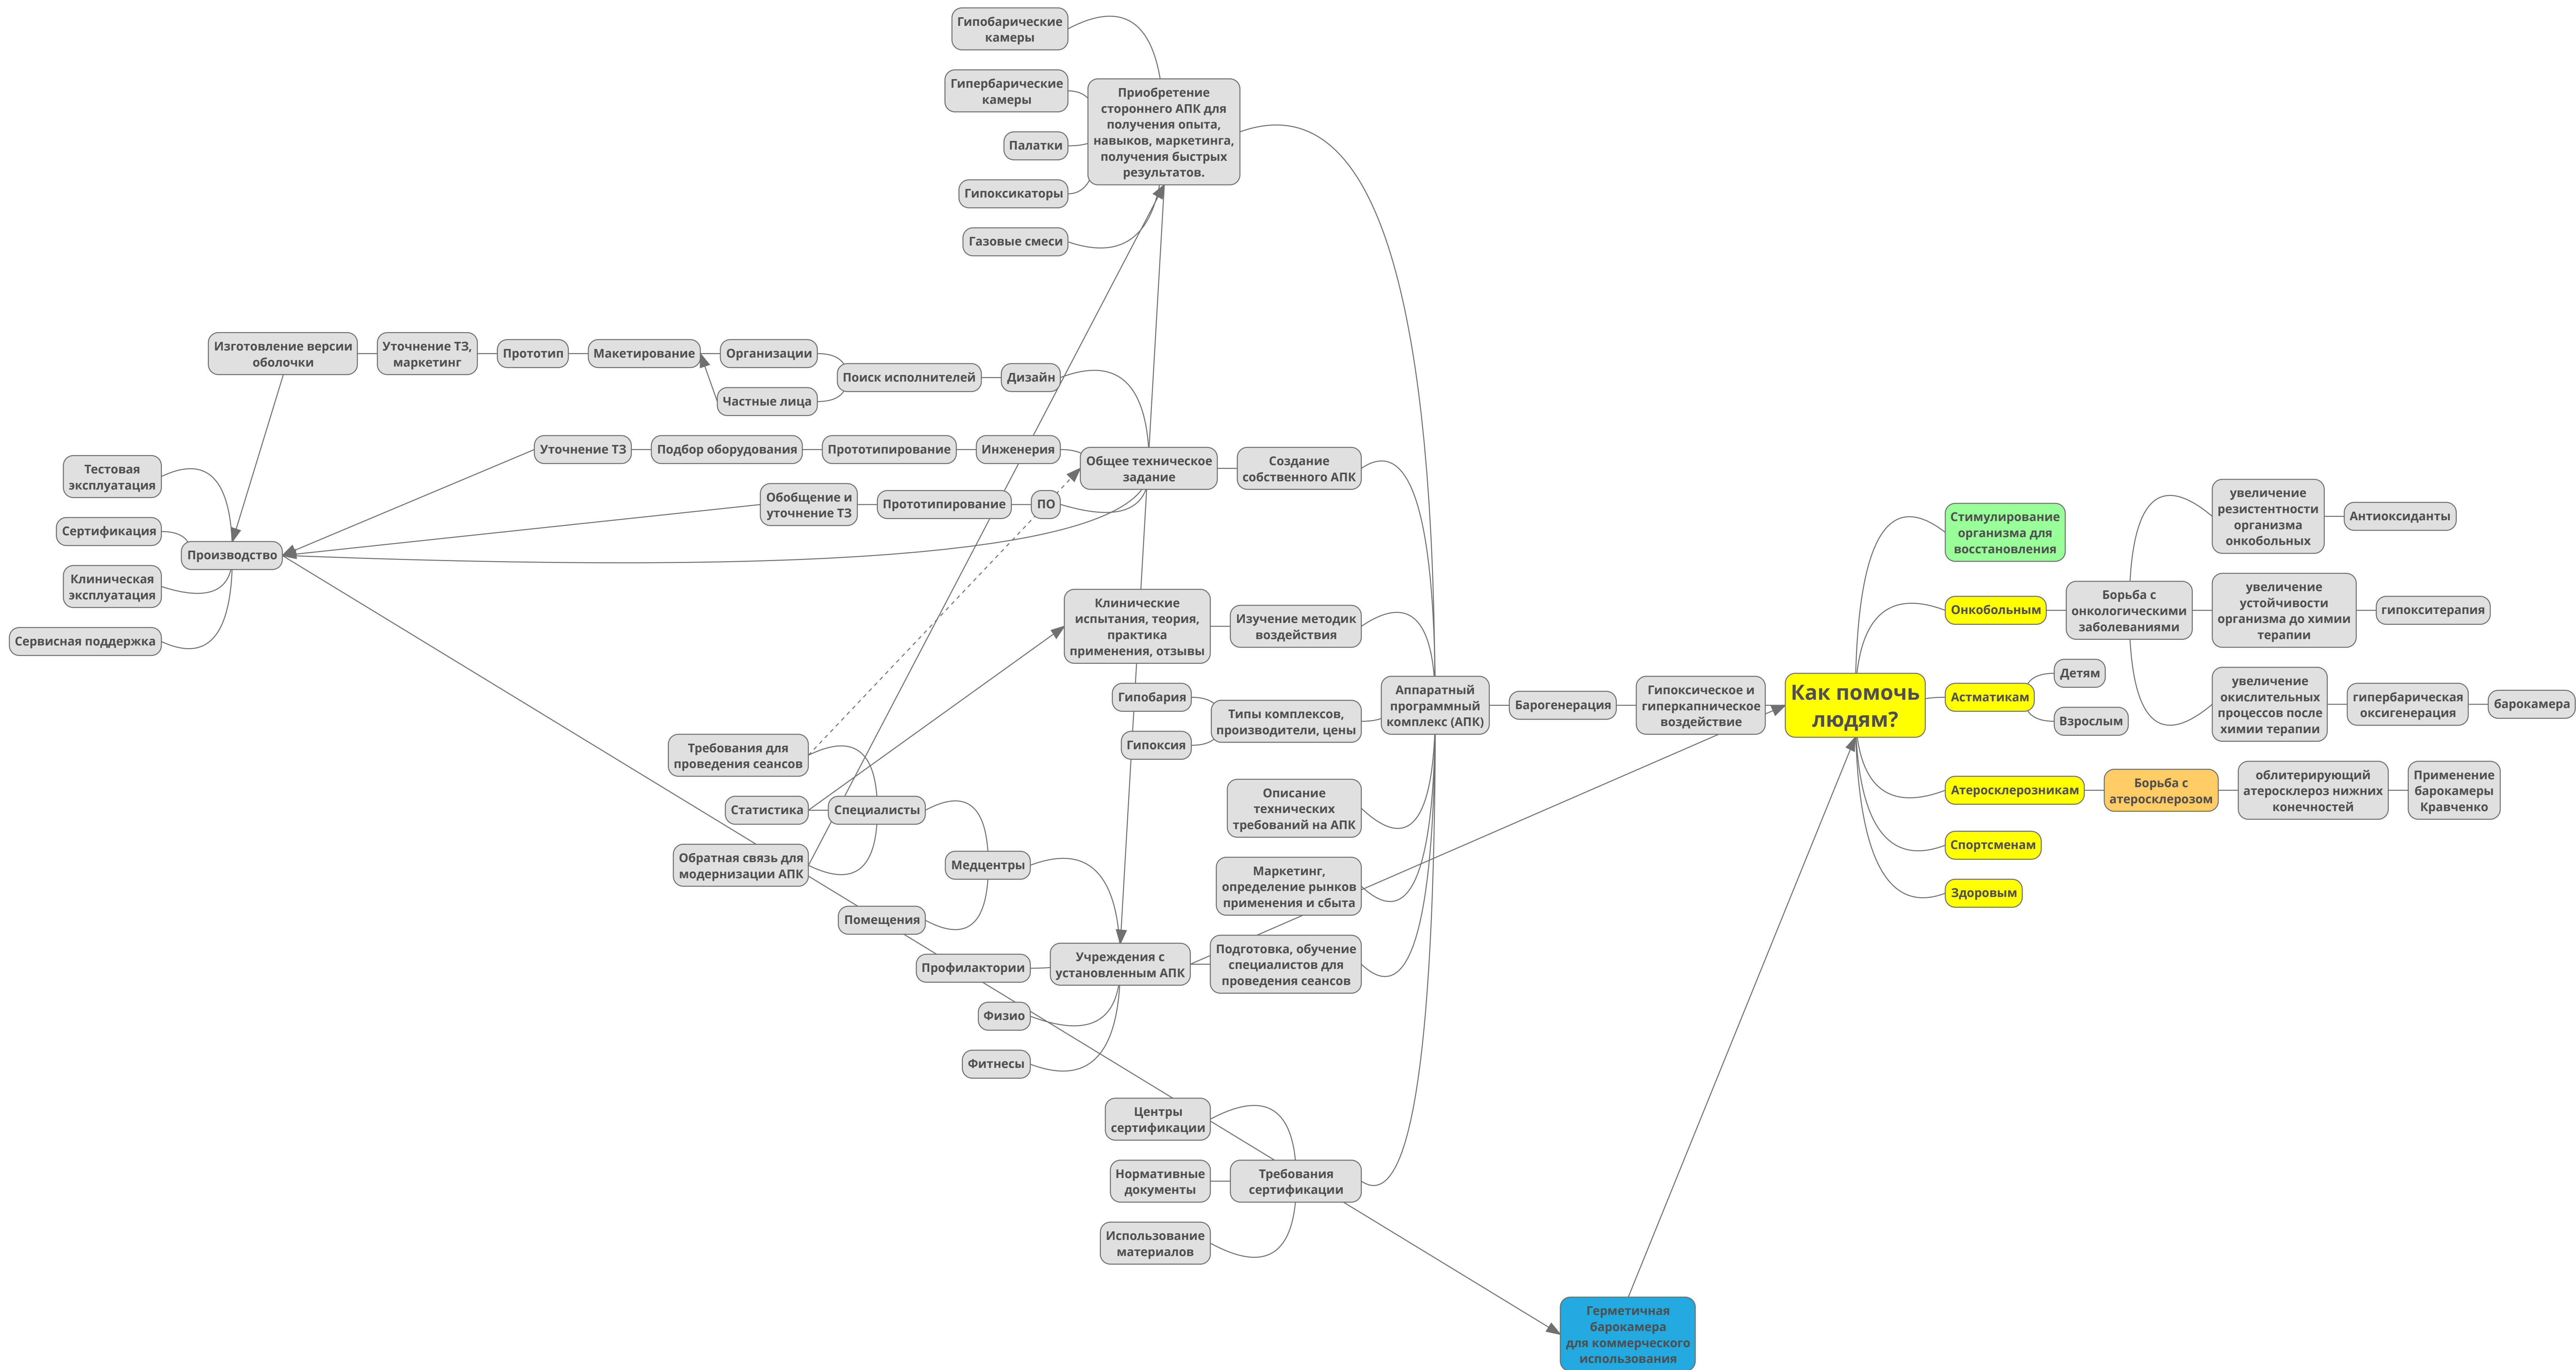 Гипобарические
камеры
Гипербарические
камеры
Палатки
Гипоксикаторы
Газовые смеси
Приобретение
стороннего АПК для
получения опыта,
навыков, маркетинга,
получения быстрых
результатов.
Изготовление версии
оболочки
Уточнение ТЗ,
маркетинг
Прототип
Макетирование
Организации
Частные лица
Поиск исполнителей
Дизайн
Уточнение ТЗ
Подбор оборудования
Прототипирование
Инженерия
Обобщение и
уточнение ТЗ
Прототипирование
ПО
Общее техническое
задание
Создание
собственного АПК
Тестовая
эксплуатация
Сертификация
Клиническая
эксплуатация
Сервисная поддержка
Производство
Клинические
испытания, теория,
практика
применения, отзывы
Изучение методик
воздействия
Гипобария
Гипоксия
Типы комплексов,
производители, цены
Описание
технических
требований на АПК
Маркетинг,
определение рынков
применения и сбыта
Требования для
проведения сеансов
Статистика
Обратная связь для
модернизации АПК
Специалисты
Помещения
Медцентры
Профилактории
Физио
Фитнесы
Учреждения с
установленным АПК
Подготовка, обучение
специалистов для
проведения сеансов
Центры
сертификации
Нормативные
документы
Использование
материалов
Требования
сертификации
Аппаратный
программный
комплекс (АПК)
Барогенерация
Гипоксическое и
гиперкапническое
воздействие
Как помочь
людям?
Герметичная
барокамера
для коммерческого
использования
Стимулирование
организма для
восстановления
Онкобольным
Борьба с
онкологическими
заболеваниями
увеличение
резистентности
организма
онкобольных
Антиоксиданты
увеличение
устойчивости
организма до химии
терапии
гипокситерапия
увеличение
окислительных
процессов после
химии терапии
гипербарическая
оксигенерация
барокамера
Астматикам
Детям
Взрослым
Атеросклерозникам
Борьба с
атеросклерозом
облитерирующий
атеросклероз нижних
конечностей
Применение
барокамеры
Кравченко
Спортсменам
Здоровым